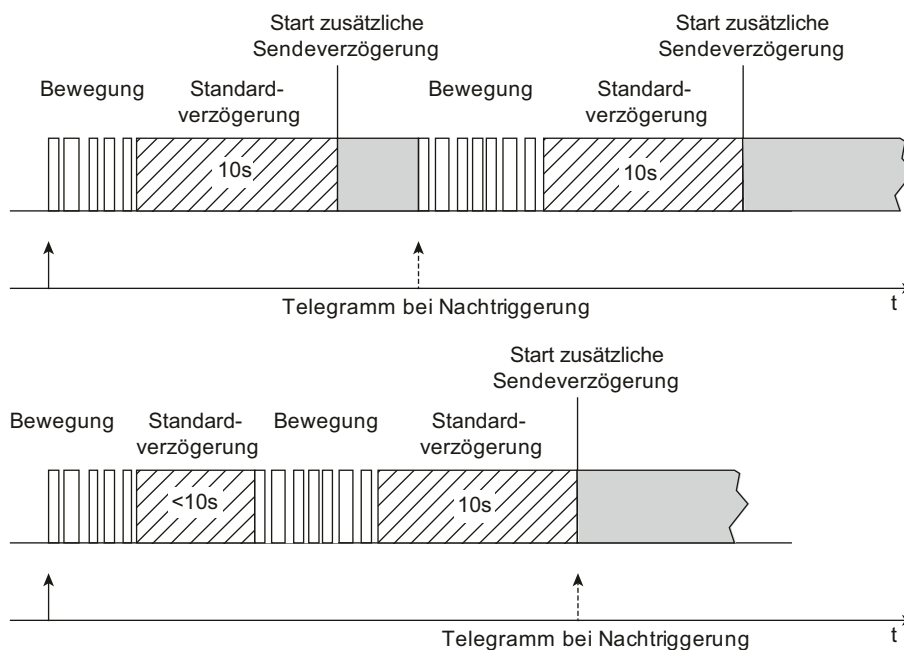 Start zusätzliche
Sendeverzögerung
Start zusätzliche
Sendeverzögerung
Bewegung
Standard-
verzögerung
Bewegung
Standard-
verzögerung
10s
10s
Telegramm bei Nachtriggerung
t
Start zusätzliche
Sendeverzögerung
Bewegung
Standard-
verzögerung
Bewegung
Standard-
verzögerung
<10s
10s
Telegramm bei Nachtriggerung
t